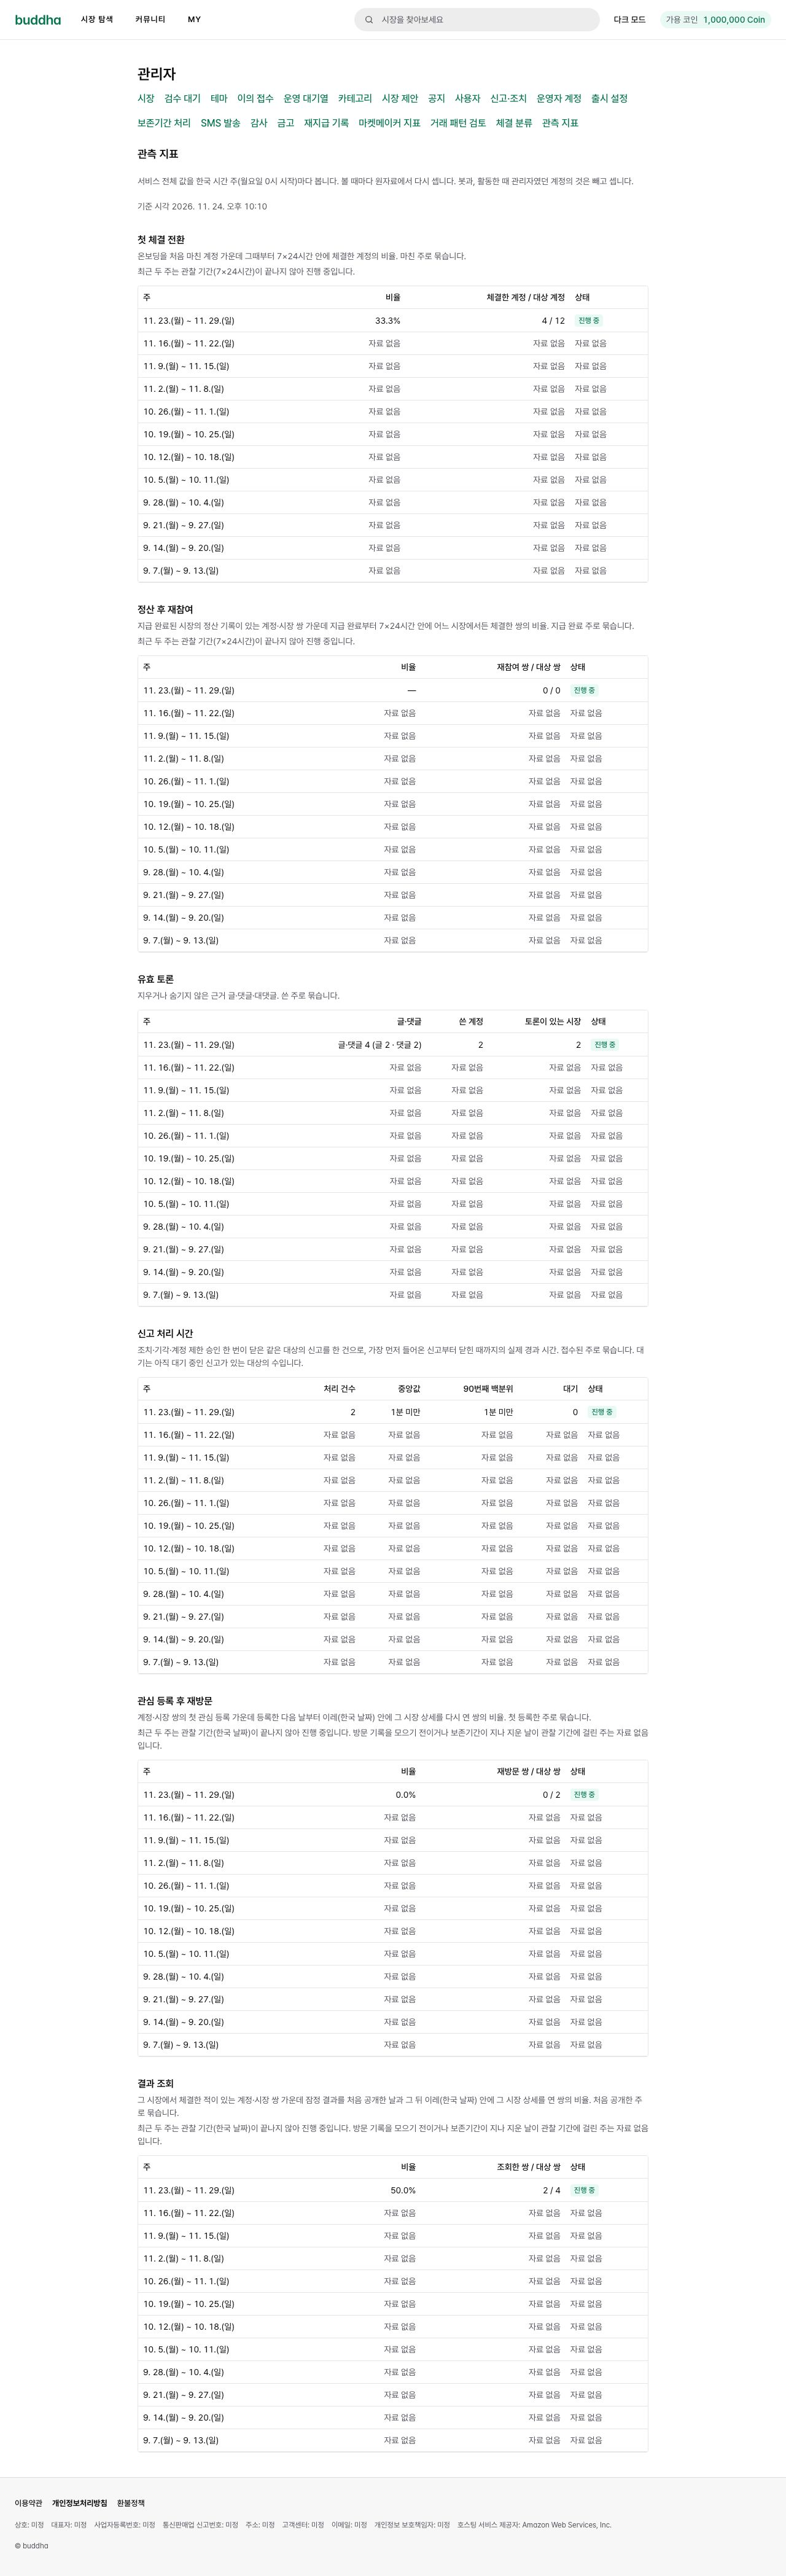 buddha 시장 탐색 커뮤니티 MY 시장을 찾아보세요 다크 모드 가용 코인 1,000,000 Coin
관리자
시장 검수 대기 테마 이의 접수 운영 대기열 카테고리 시장 제안 공지 사용자 신고·조치 운영자 계정 출시 설정
보존기간 처리 SMS 발송 감사 금고 재지급 기록 마켓메이커 지표 거래 패턴 검토 체결 분류 관측 지표
관측 지표
서비스 전체 값을 한국 시간 주(월요일 0시 시작)마다 봅니다. 볼 때마다 원자료에서 다시 셉니다. 봇과, 활동한 때 관리자였던 계정의 것은 빼고 셉니다.
기준 시각 2026. 11. 24. 오후 10:10
첫 체결 전환
온보딩을 처음 마친 계정 가운데 그때부터 7×24시간 안에 체결한 계정의 비율. 마친 주로 묶습니다.
최근 두 주는 관찰 기간(7×24시간)이 끝나지 않아 진행 중입니다.
주 비율 체결한 계정 / 대상 계정 상태
11. 23.(월) ~ 11. 29.(일) 33.3% 4 / 12 진행 중
11. 16.(월) ~ 11. 22.(일) 자료 없음 자료 없음 자료 없음
11. 9.(월) ~ 11. 15.(일) 자료 없음 자료 없음 자료 없음
11. 2.(월) ~ 11. 8.(일) 자료 없음 자료 없음 자료 없음
10. 26.(월) ~ 11. 1.(일) 자료 없음 자료 없음 자료 없음
10. 19.(월) ~ 10. 25.(일) 자료 없음 자료 없음 자료 없음
10. 12.(월) ~ 10. 18.(일) 자료 없음 자료 없음 자료 없음
10. 5.(월) ~ 10. 11.(일) 자료 없음 자료 없음 자료 없음
9. 28.(월) ~ 10. 4.(일) 자료 없음 자료 없음 자료 없음
9. 21.(월) ~ 9. 27.(일) 자료 없음 자료 없음 자료 없음
9. 14.(월) ~ 9. 20.(일) 자료 없음 자료 없음 자료 없음
9. 7.(월) ~ 9. 13.(일) 자료 없음 자료 없음 자료 없음
정산 후 재참여
지급 완료된 시장의 정산 기록이 있는 계정·시장 쌍 가운데 지급 완료부터 7×24시간 안에 어느 시장에서든 체결한 쌍의 비율. 지급 완료 주로 묶습니다.
최근 두 주는 관찰 기간(7×24시간)이 끝나지 않아 진행 중입니다.
주 비율 재참여 쌍 / 대상 쌍 상태
11. 23.(월) ~ 11. 29.(일) — 0 / 0 진행 중
11. 16.(월) ~ 11. 22.(일) 자료 없음 자료 없음 자료 없음
11. 9.(월) ~ 11. 15.(일) 자료 없음 자료 없음 자료 없음
11. 2.(월) ~ 11. 8.(일) 자료 없음 자료 없음 자료 없음
10. 26.(월) ~ 11. 1.(일) 자료 없음 자료 없음 자료 없음
10. 19.(월) ~ 10. 25.(일) 자료 없음 자료 없음 자료 없음
10. 12.(월) ~ 10. 18.(일) 자료 없음 자료 없음 자료 없음
10. 5.(월) ~ 10. 11.(일) 자료 없음 자료 없음 자료 없음
9. 28.(월) ~ 10. 4.(일) 자료 없음 자료 없음 자료 없음
9. 21.(월) ~ 9. 27.(일) 자료 없음 자료 없음 자료 없음
9. 14.(월) ~ 9. 20.(일) 자료 없음 자료 없음 자료 없음
9. 7.(월) ~ 9. 13.(일) 자료 없음 자료 없음 자료 없음
유효 토론
지우거나 숨기지 않은 근거 글·댓글·대댓글. 쓴 주로 묶습니다.
주 글·댓글 쓴 계정 토론이 있는 시장 상태
11. 23.(월) ~ 11. 29.(일) 글·댓글 4 (글 2 · 댓글 2) 2 2 진행 중
11. 16.(월) ~ 11. 22.(일) 자료 없음 자료 없음 자료 없음 자료 없음
11. 9.(월) ~ 11. 15.(일) 자료 없음 자료 없음 자료 없음 자료 없음
11. 2.(월) ~ 11. 8.(일) 자료 없음 자료 없음 자료 없음 자료 없음
10. 26.(월) ~ 11. 1.(일) 자료 없음 자료 없음 자료 없음 자료 없음
10. 19.(월) ~ 10. 25.(일) 자료 없음 자료 없음 자료 없음 자료 없음
10. 12.(월) ~ 10. 18.(일) 자료 없음 자료 없음 자료 없음 자료 없음
10. 5.(월) ~ 10. 11.(일) 자료 없음 자료 없음 자료 없음 자료 없음
9. 28.(월) ~ 10. 4.(일) 자료 없음 자료 없음 자료 없음 자료 없음
9. 21.(월) ~ 9. 27.(일) 자료 없음 자료 없음 자료 없음 자료 없음
9. 14.(월) ~ 9. 20.(일) 자료 없음 자료 없음 자료 없음 자료 없음
9. 7.(월) ~ 9. 13.(일) 자료 없음 자료 없음 자료 없음 자료 없음
신고 처리 시간
조치·기각·계정 제한 승인 한 번이 닫은 같은 대상의 신고를 한 건으로, 가장 먼저 들어온 신고부터 닫힌 때까지의 실제 경과 시간. 접수된 주로 묶습니다. 대
기는 아직 대기 중인 신고가 있는 대상의 수입니다.
주 처리 건수 중앙값 90번째 백분위 대기 상태
11. 23.(월) ~ 11. 29.(일) 2 1분 미만 1분 미만 0 진행 중
11. 16.(월) ~ 11. 22.(일) 자료 없음 자료 없음 자료 없음 자료 없음 자료 없음
11. 9.(월) ~ 11. 15.(일) 자료 없음 자료 없음 자료 없음 자료 없음 자료 없음
11. 2.(월) ~ 11. 8.(일) 자료 없음 자료 없음 자료 없음 자료 없음 자료 없음
10. 26.(월) ~ 11. 1.(일) 자료 없음 자료 없음 자료 없음 자료 없음 자료 없음
10. 19.(월) ~ 10. 25.(일) 자료 없음 자료 없음 자료 없음 자료 없음 자료 없음
10. 12.(월) ~ 10. 18.(일) 자료 없음 자료 없음 자료 없음 자료 없음 자료 없음
10. 5.(월) ~ 10. 11.(일) 자료 없음 자료 없음 자료 없음 자료 없음 자료 없음
9. 28.(월) ~ 10. 4.(일) 자료 없음 자료 없음 자료 없음 자료 없음 자료 없음
9. 21.(월) ~ 9. 27.(일) 자료 없음 자료 없음 자료 없음 자료 없음 자료 없음
9. 14.(월) ~ 9. 20.(일) 자료 없음 자료 없음 자료 없음 자료 없음 자료 없음
9. 7.(월) ~ 9. 13.(일) 자료 없음 자료 없음 자료 없음 자료 없음 자료 없음
관심 등록 후 재방문
계정·시장 쌍의 첫 관심 등록 가운데 등록한 다음 날부터 이레(한국 날짜) 안에 그 시장 상세를 다시 연 쌍의 비율. 첫 등록한 주로 묶습니다.
최근 두 주는 관찰 기간(한국 날짜)이 끝나지 않아 진행 중입니다. 방문 기록을 모으기 전이거나 보존기간이 지나 지운 날이 관찰 기간에 걸린 주는 자료 없음
입니다.
주 비율 재방문 쌍 / 대상 쌍 상태
11. 23.(월) ~ 11. 29.(일) 0.0% 0 / 2 진행 중
11. 16.(월) ~ 11. 22.(일) 자료 없음 자료 없음 자료 없음
11. 9.(월) ~ 11. 15.(일) 자료 없음 자료 없음 자료 없음
11. 2.(월) ~ 11. 8.(일) 자료 없음 자료 없음 자료 없음
10. 26.(월) ~ 11. 1.(일) 자료 없음 자료 없음 자료 없음
10. 19.(월) ~ 10. 25.(일) 자료 없음 자료 없음 자료 없음
10. 12.(월) ~ 10. 18.(일) 자료 없음 자료 없음 자료 없음
10. 5.(월) ~ 10. 11.(일) 자료 없음 자료 없음 자료 없음
9. 28.(월) ~ 10. 4.(일) 자료 없음 자료 없음 자료 없음
9. 21.(월) ~ 9. 27.(일) 자료 없음 자료 없음 자료 없음
9. 14.(월) ~ 9. 20.(일) 자료 없음 자료 없음 자료 없음
9. 7.(월) ~ 9. 13.(일) 자료 없음 자료 없음 자료 없음
결과 조회
그 시장에서 체결한 적이 있는 계정·시장 쌍 가운데 잠정 결과를 처음 공개한 날과 그 뒤 이레(한국 날짜) 안에 그 시장 상세를 연 쌍의 비율. 처음 공개한 주
로 묶습니다.
최근 두 주는 관찰 기간(한국 날짜)이 끝나지 않아 진행 중입니다. 방문 기록을 모으기 전이거나 보존기간이 지나 지운 날이 관찰 기간에 걸린 주는 자료 없음
입니다.
주 비율 조회한 쌍 / 대상 쌍 상태
11. 23.(월) ~ 11. 29.(일) 50.0% 2 / 4 진행 중
11. 16.(월) ~ 11. 22.(일) 자료 없음 자료 없음 자료 없음
11. 9.(월) ~ 11. 15.(일) 자료 없음 자료 없음 자료 없음
11. 2.(월) ~ 11. 8.(일) 자료 없음 자료 없음 자료 없음
10. 26.(월) ~ 11. 1.(일) 자료 없음 자료 없음 자료 없음
10. 19.(월) ~ 10. 25.(일) 자료 없음 자료 없음 자료 없음
10. 12.(월) ~ 10. 18.(일) 자료 없음 자료 없음 자료 없음
10. 5.(월) ~ 10. 11.(일) 자료 없음 자료 없음 자료 없음
9. 28.(월) ~ 10. 4.(일) 자료 없음 자료 없음 자료 없음
9. 21.(월) ~ 9. 27.(일) 자료 없음 자료 없음 자료 없음
9. 14.(월) ~ 9. 20.(일) 자료 없음 자료 없음 자료 없음
9. 7.(월) ~ 9. 13.(일) 자료 없음 자료 없음 자료 없음
이용약관 개인정보처리방침 환불정책
상호: 미정 대표자: 미정 사업자등록번호: 미정 통신판매업 신고번호: 미정 주소: 미정 고객센터: 미정 이메일: 미정 개인정보 보호책임자: 미정 호스팅 서비스 제공자: Amazon Web Services, Inc.
© buddha